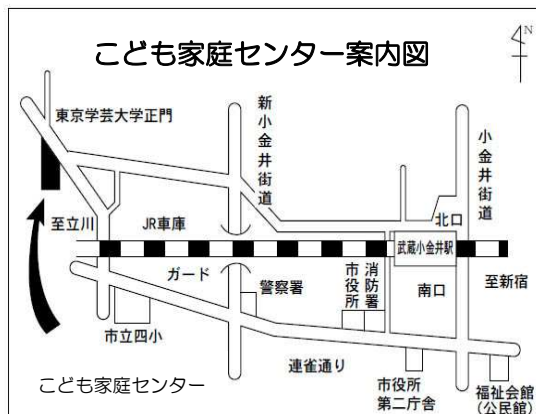 こども家庭センター案内図
N
東京学芸大学正門
新小金井街道
小金井街道
至立川
JR車庫
北口
武蔵小金井駅
ガード
警察署
市役所
消防署
南口
至新宿
市立四小
連雀通り
こども家庭センター
市役所
第二庁舎
福祉会館
(公民館)